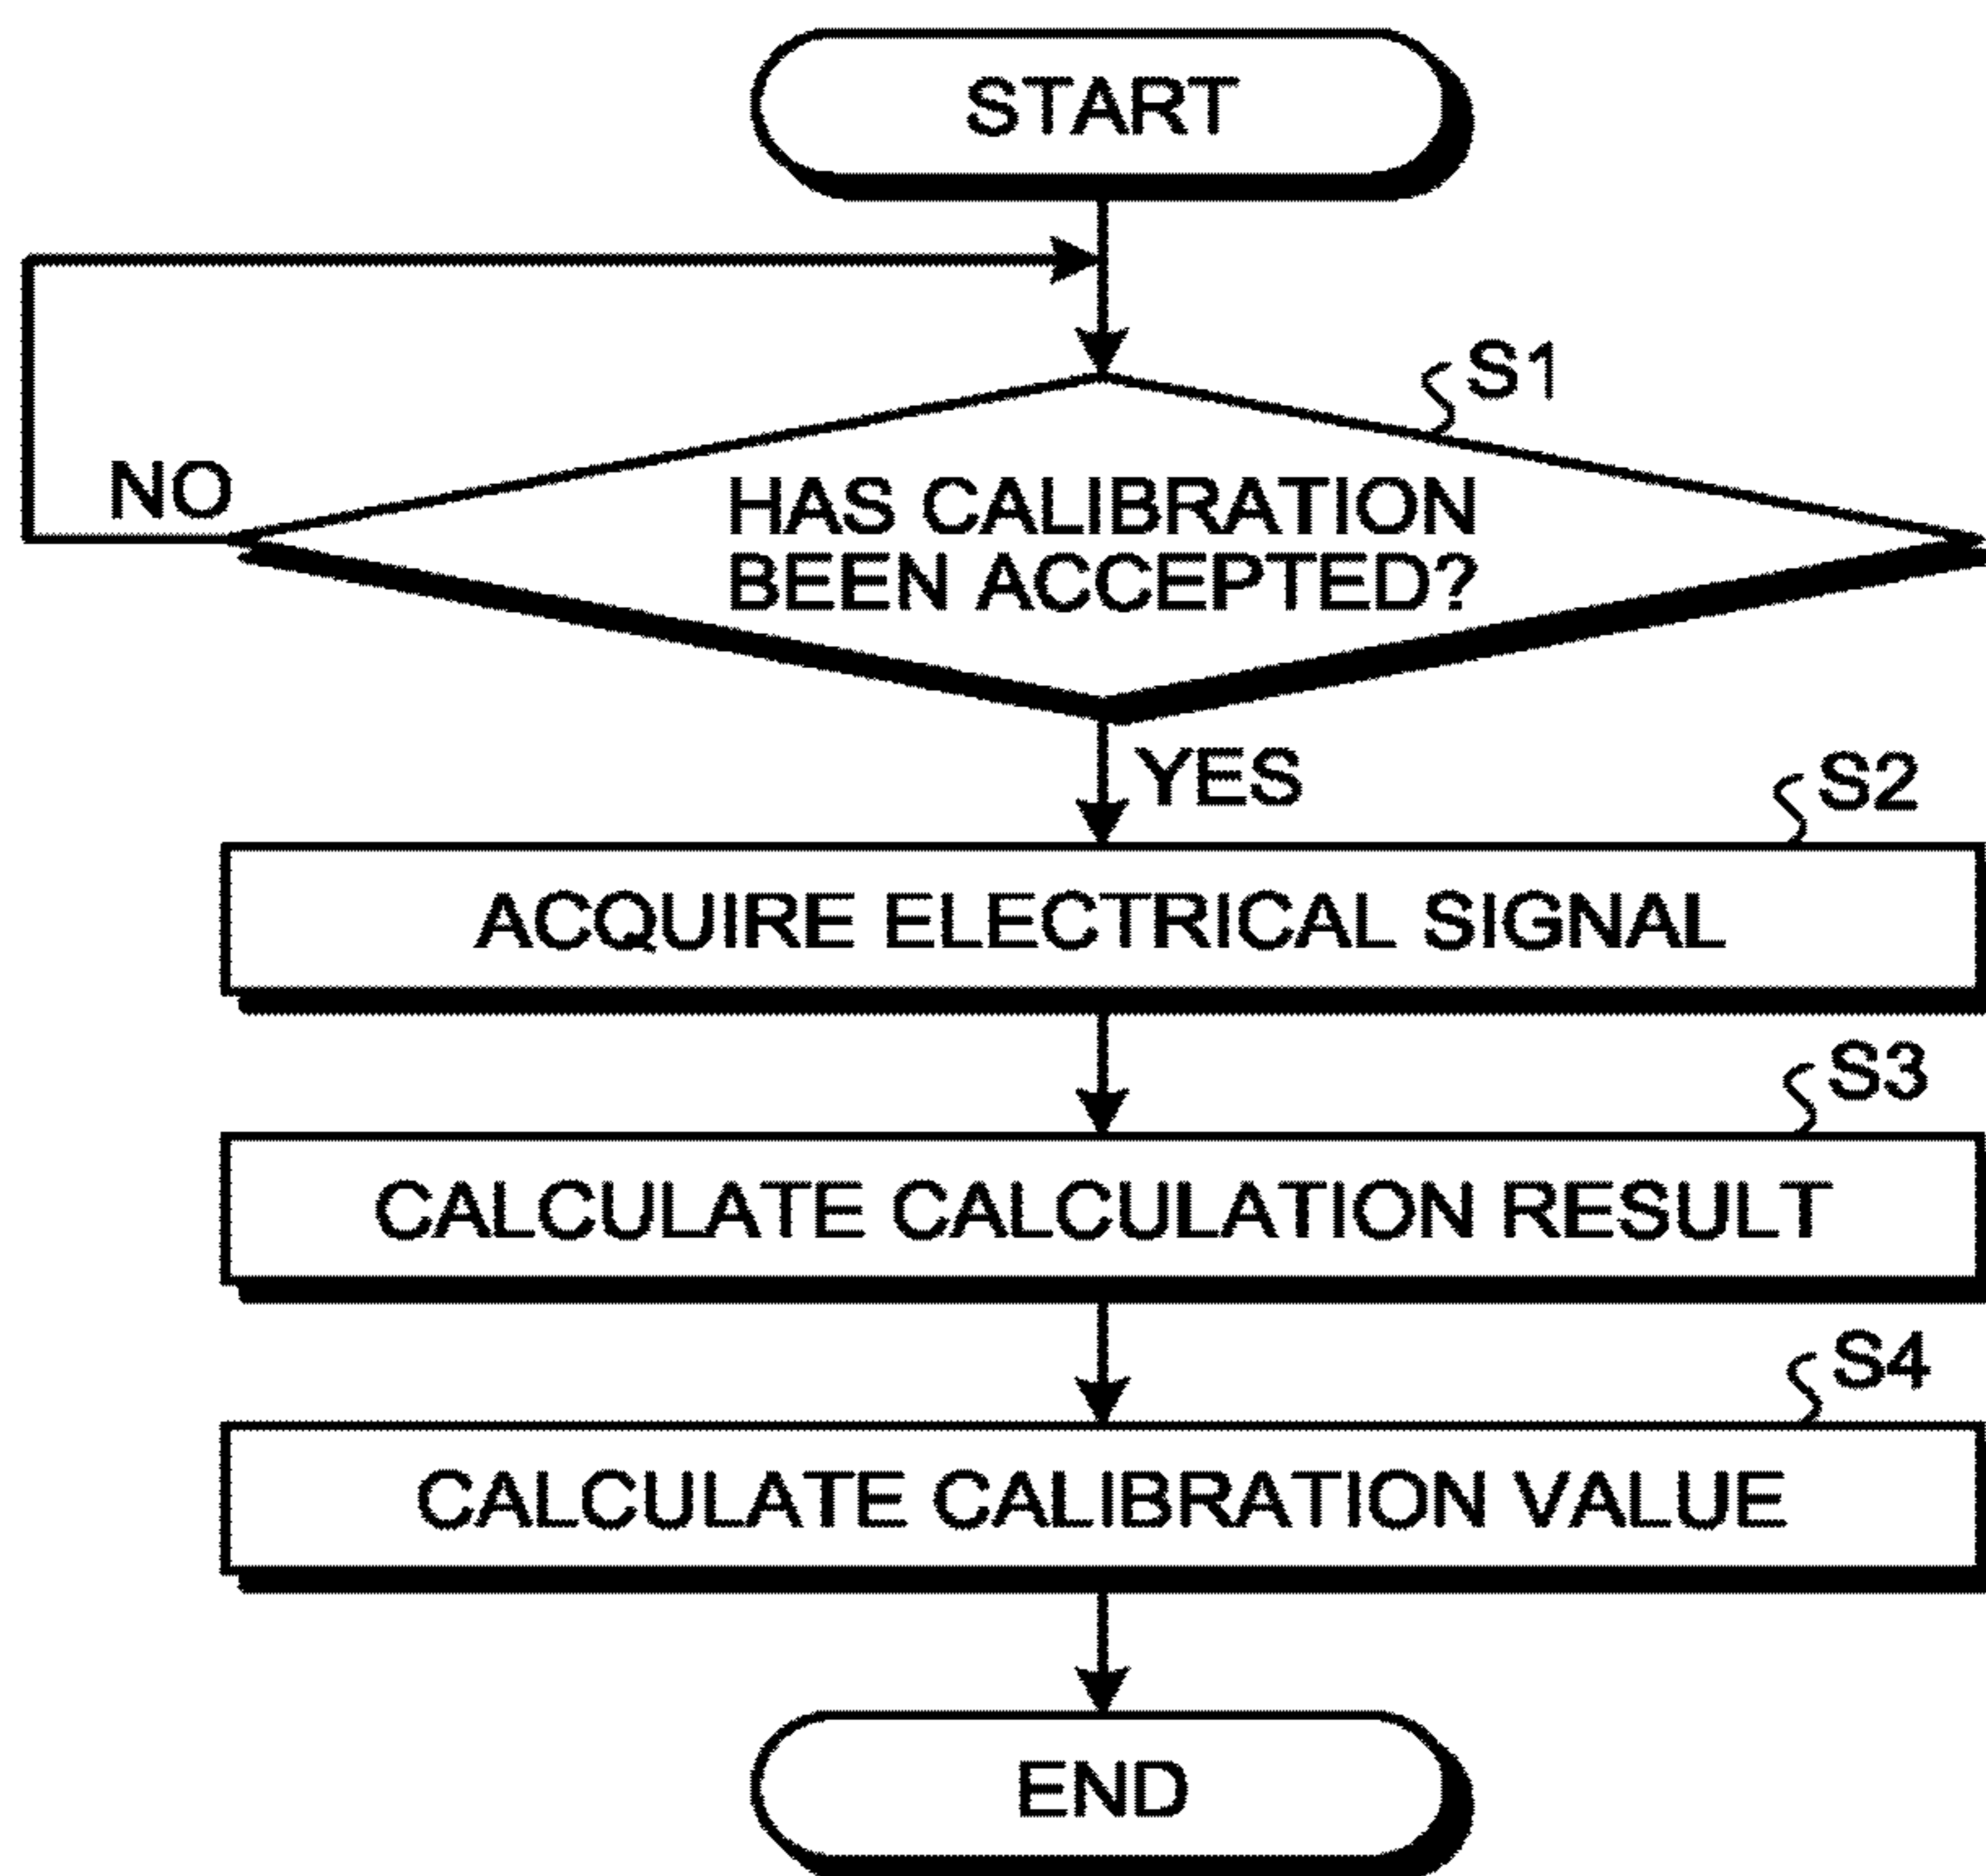 START
S1
HAS CALIBRATION
BEEN ACCEPTED?
NO
YES
S2
ACQUIRE ELECTRICAL SIGNAL
S3
CALCULATE CALCULATION RESULT
S4
CALCULATE CALIBRATION VALUE
END